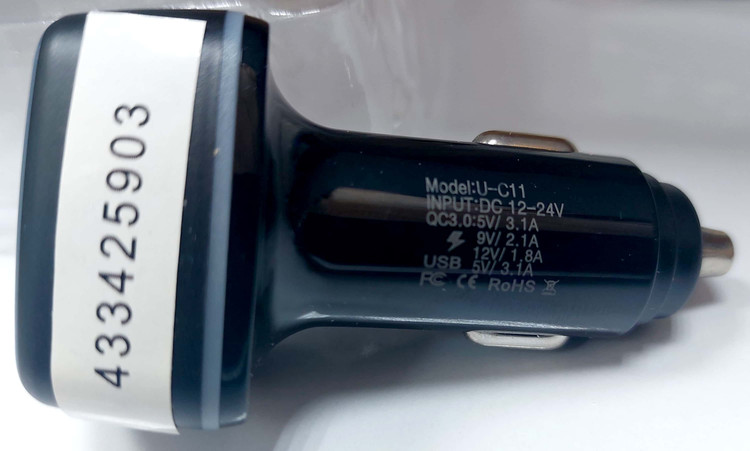 433425903
Model:U-C11
INPUT:DC 12-24V
QC3.0:5V/ 3.1A
9V/ 2.1A
12V/ 1.8A
USB 5V/ 3.1A
FC CE RoHS